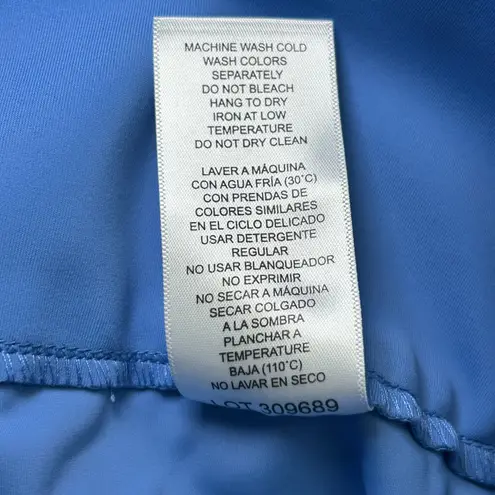 MACHINE WASH COLD
WASH COLORS
SEPARATELY
DO NOT BLEACH
HANG TO DRY
IRON AT LOW
TEMPERATURE
DO NOT DRY CLEAN
LAVER A MÁQUINA
CON AGUA FRÍA (30°C)
CON PRENDAS DE
COLORES SIMILARES
EN EL CICLO DELICADO
USAR DETERGENTE
REGULAR
NO USAR BLANQUEADOR
NO EXPRIMIR
NO SECAR A MÁQUINA
SECAR COLGADO
A LA SOMBRA
PLANCHAR A
TEMPERATURE
BAJA (110°C)
NO LAVAR EN SECO
LOT 309689